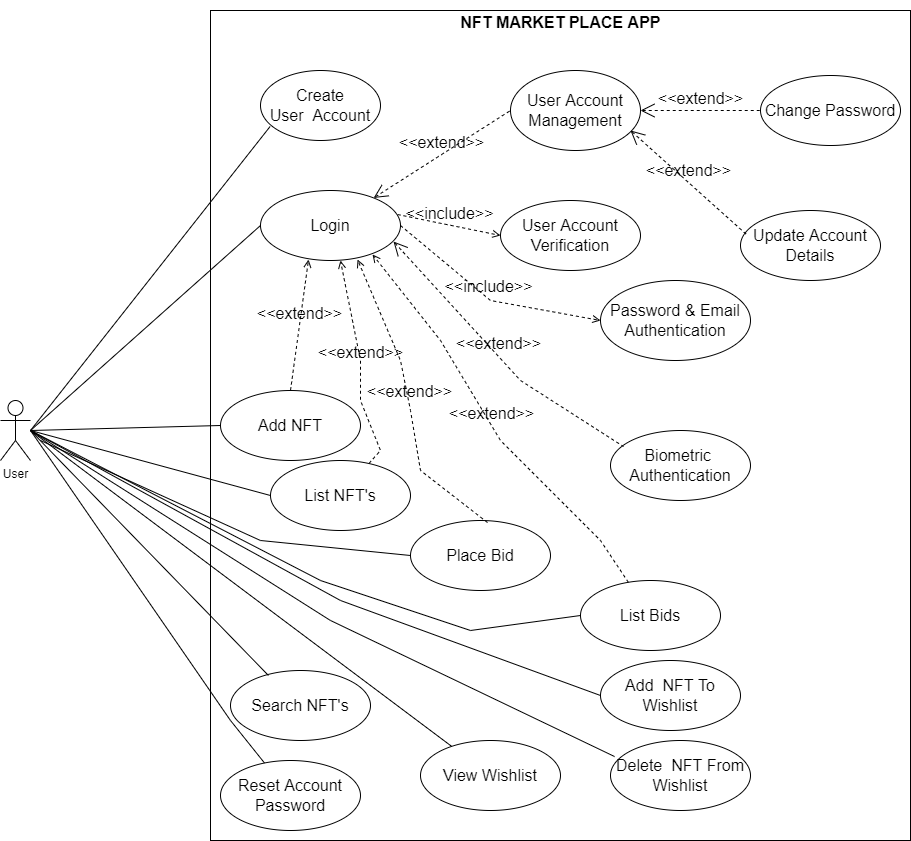 NFT MARKET PLACE APP
Create
User Account
User Account
Management
<<extend>>
Change Password
<<extend>>
<<extend>>
Login
<<include>>
User Account
Verification
Update Account
Details
<<include>>
Password & Email
Authentication
<<extend>>
<<extend>>
<<extend>>
<<extend>>
<<extend>>
Add NFT
User
Biometric
Authentication
List NFT's
Place Bid
List Bids
Add NFT To
Wishlist
Search NFT's
View Wishlist
Delete NFT From
Wishlist
Reset Account
Password